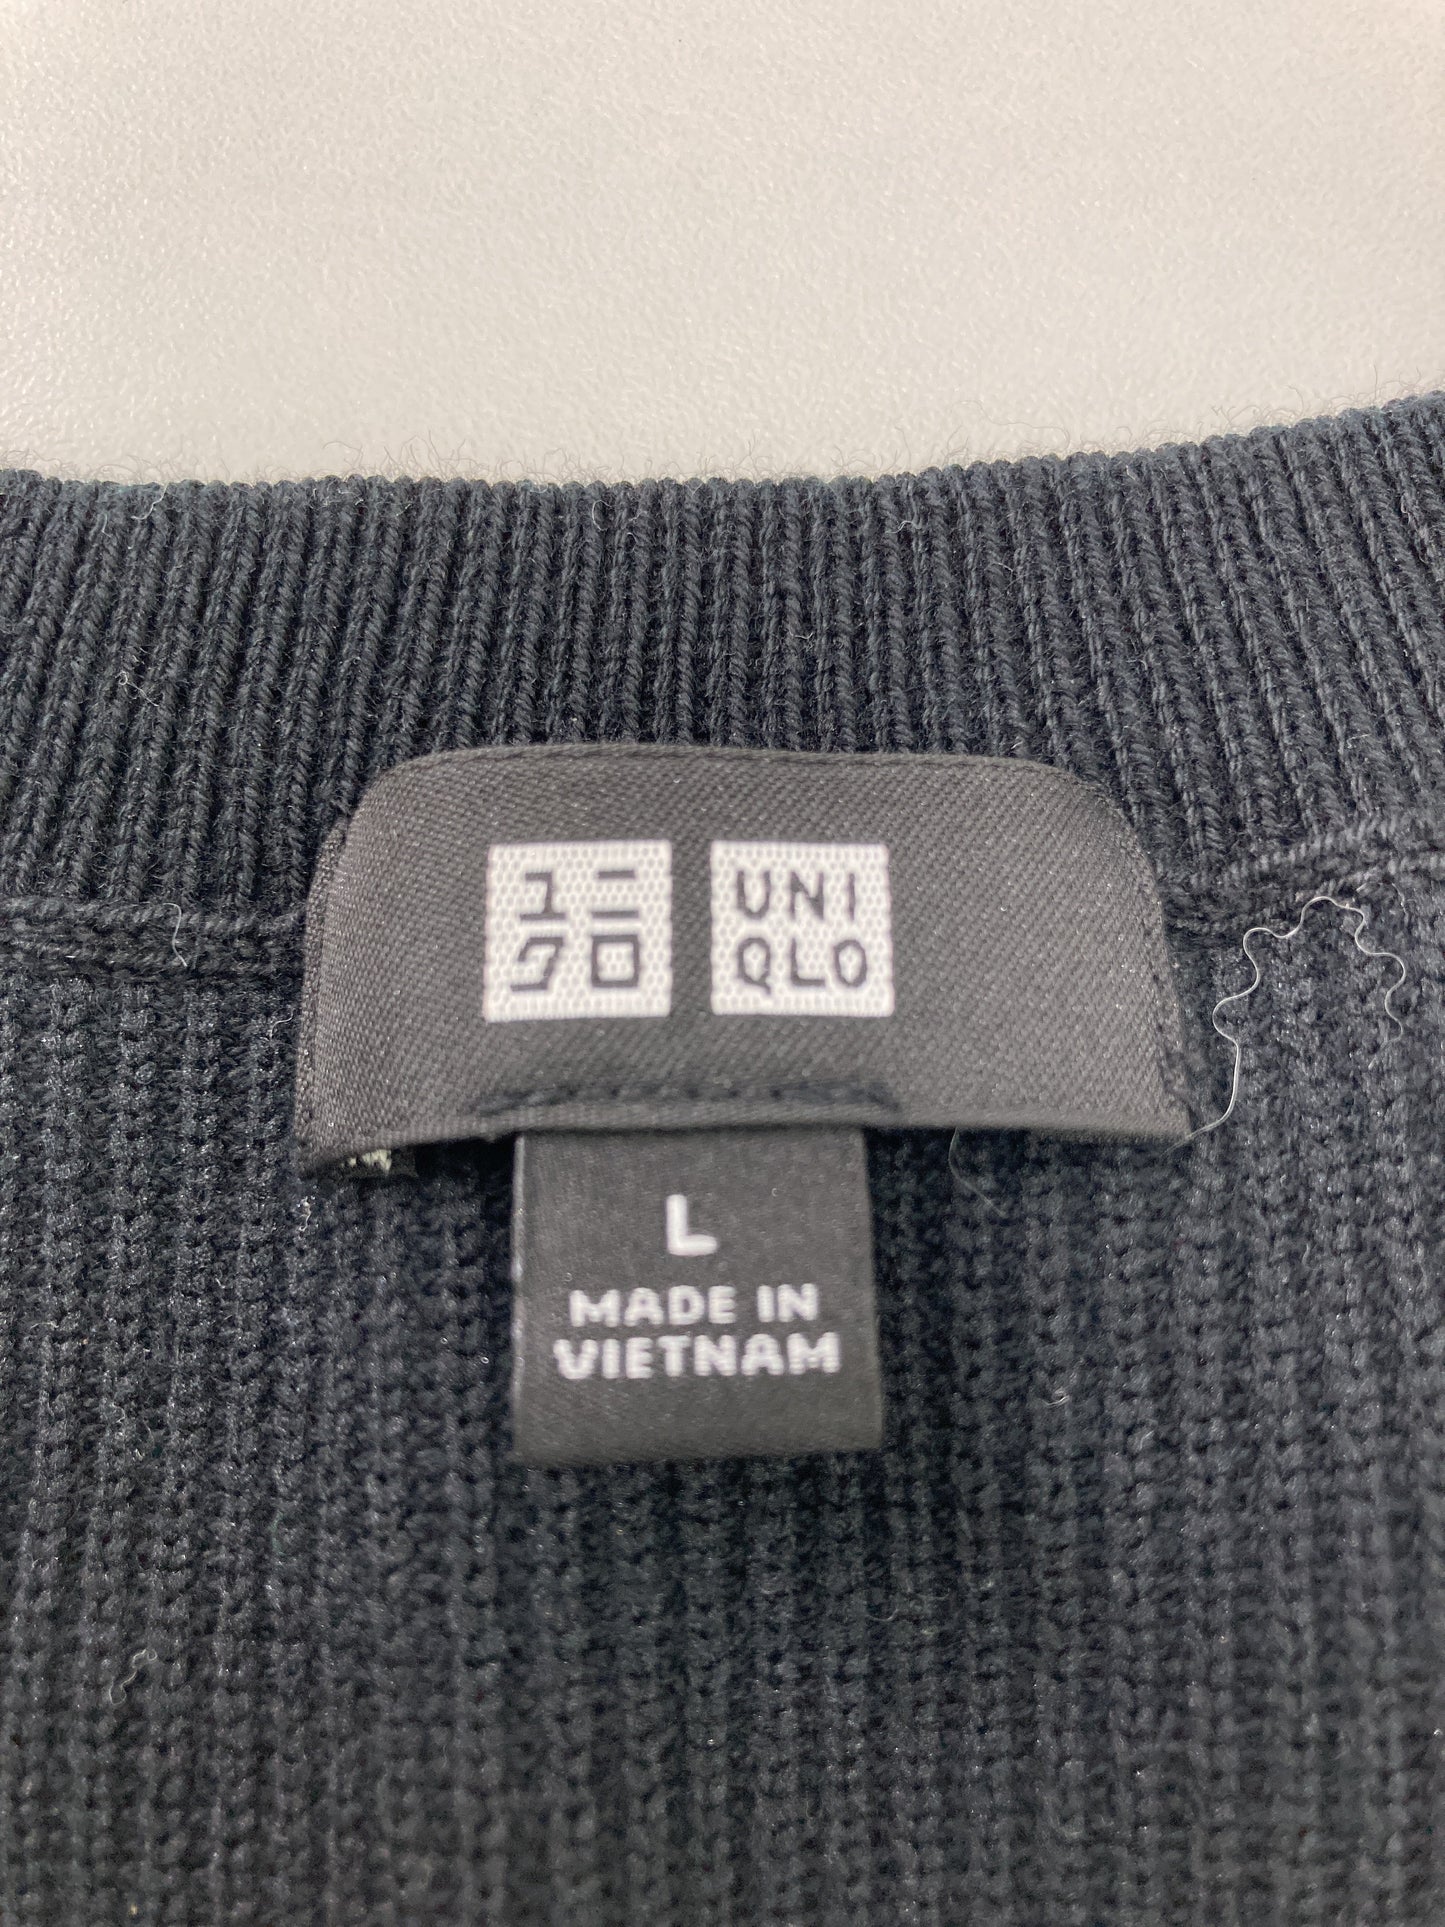 ユニ
クロ
UNI
QLO
L
MADE IN
VIETNAM